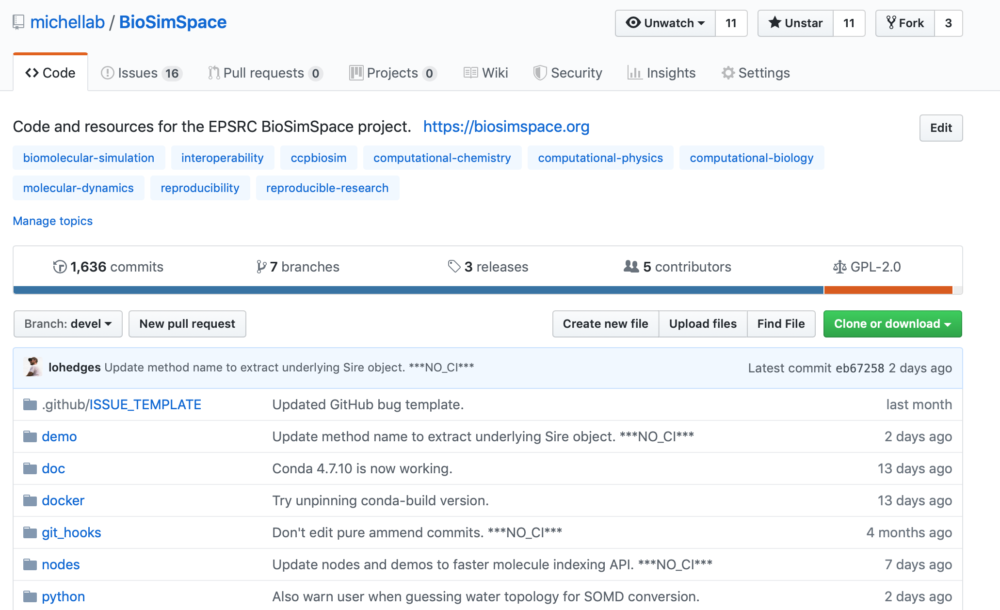 michellab / BioSimSpace Unwatch 11 Unstar 11 Fork 3
Code Issues 16 Pull requests 0 Projects 0 Wiki Security Insights Settings
Code and resources for the EPSRC BioSimSpace project. https://biosimspace.org Edit
biomolecular-simulation interoperability ccpbiosim computational-chemistry computational-physics computational-biology
molecular-dynamics reproducibility reproducible-research
Manage topics
1,636 commits 7 branches 3 releases 5 contributors GPL-2.0
Branch: devel New pull request Create new file Upload files Find File Clone or download
lohedges Update method name to extract underlying Sire object. ***NO_CI*** Latest commit eb67258 2 days ago
.github/ISSUE_TEMPLATE Updated GitHub bug template. last month
demo Update method name to extract underlying Sire object. ***NO_CI*** 2 days ago
doc Conda 4.7.10 is now working. 13 days ago
docker Try unpinning conda-build version. 13 days ago
git_hooks Don't edit pure ammend commits. ***NO_CI*** 4 months ago
nodes Update nodes and demos to faster molecule indexing API. ***NO_CI*** 7 days ago
python Also warn user when guessing water topology for SOMD conversion. 2 days ago